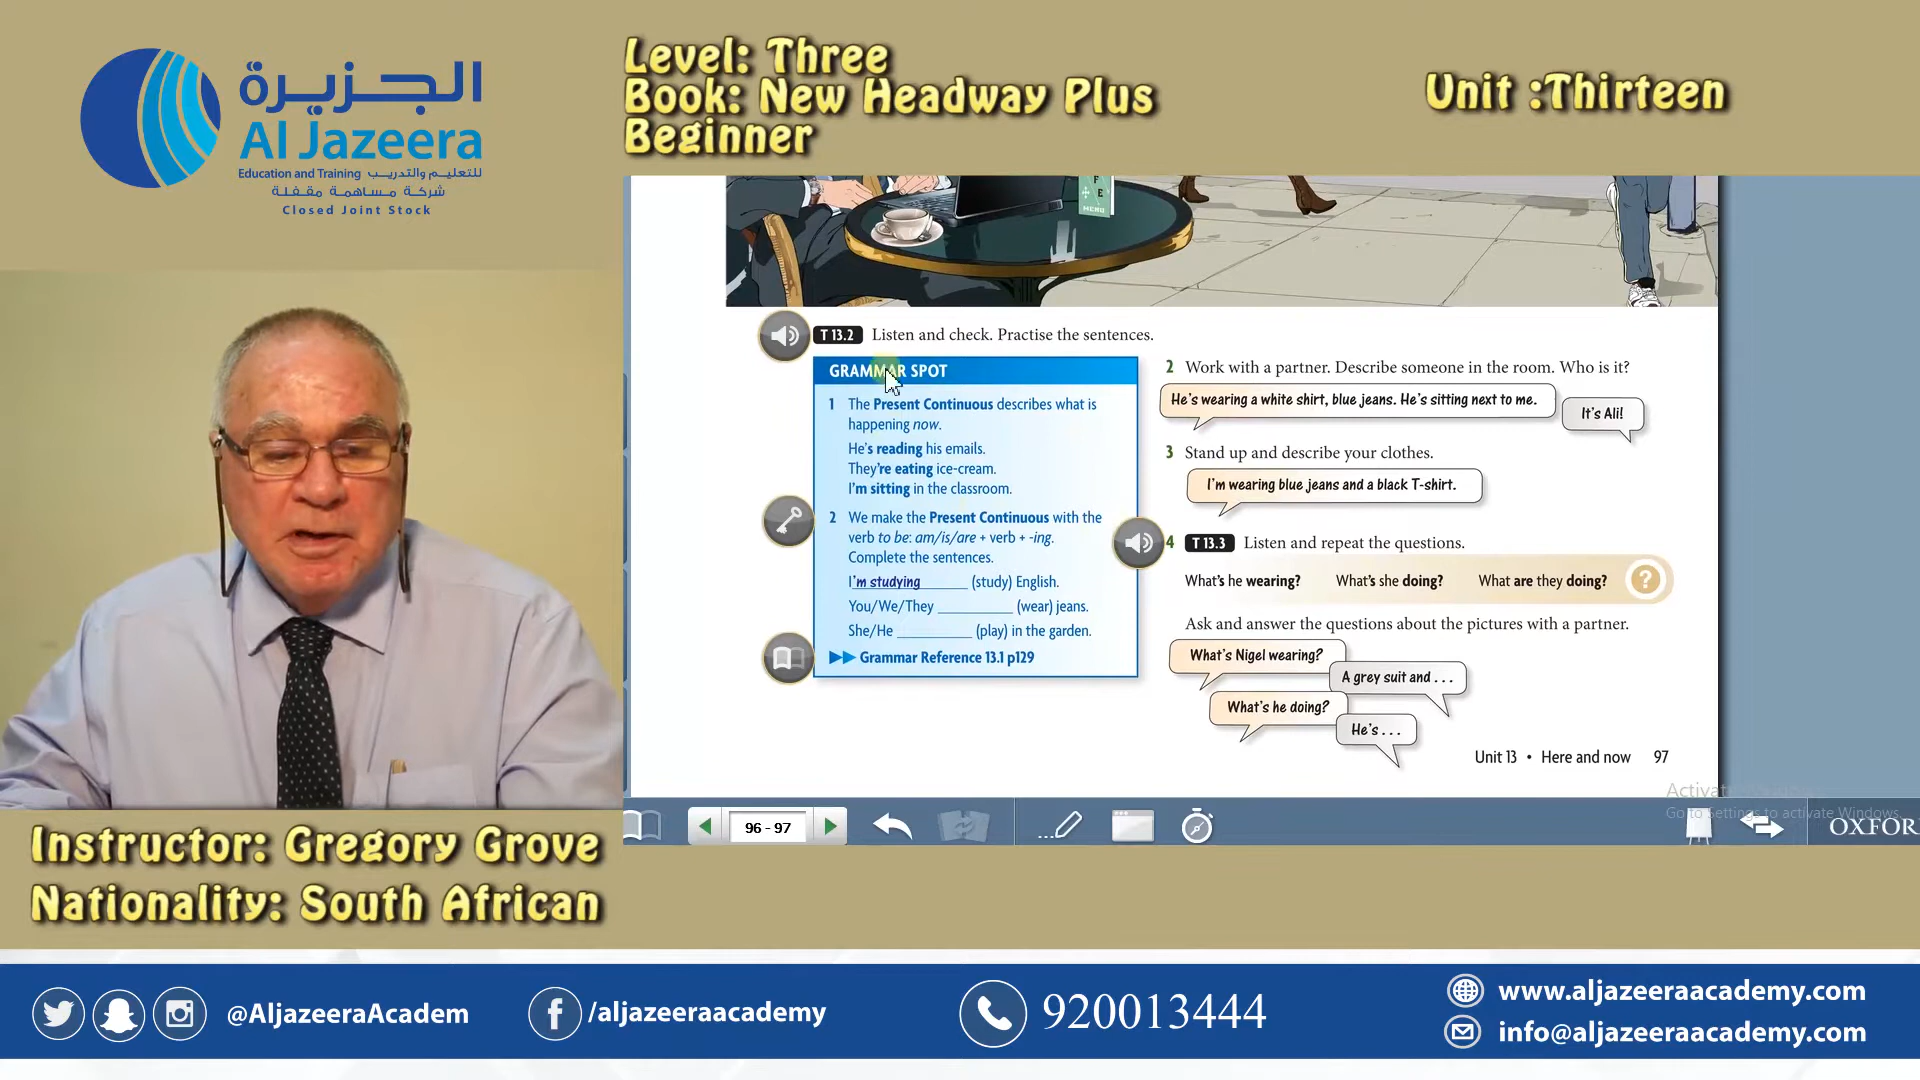 الجزيرة
Al Jazeera
Education and Training للتعليم والتدريب
شركة مساهمة مقفلة
Closed Joint Stock
Level: Three
Book: New Headway Plus
Beginner
Unit :Thirteen
F
E
MENU
T 13.2 Listen and check. Practise the sentences.
GRAMMAR SPOT
1 The Present Continuous describes what is
happening now.
He's reading his emails.
They're eating ice-cream.
I'm sitting in the classroom.
2 We make the Present Continuous with the
verb to be: am/is/are + verb + -ing.
Complete the sentences.
I'm studying (study) English.
You/We/They __________ (wear) jeans.
She/He __________ (play) in the garden.
Grammar Reference 13.1 p129
2 Work with a partner. Describe someone in the room. Who is it?
He's wearing a white shirt, blue jeans. He's sitting next to me.
It's Ali!
3 Stand up and describe your clothes.
I'm wearing blue jeans and a black T-shirt.
4 T 13.3 Listen and repeat the questions.
What's he wearing? What's she doing? What are they doing? ?
Ask and answer the questions about the pictures with a partner.
What's Nigel wearing?
A grey suit and . . .
What's he doing?
He's . . .
Unit 13 • Here and now 97
96 - 97
Go to Settings to activate Windows.
Instructor: Gregory Grove
Nationality: South African
@AljazeeraAcadem
/aljazeeraacademy
920013444
www.aljazeeraacademy.com
info@aljazeeraacademy.com